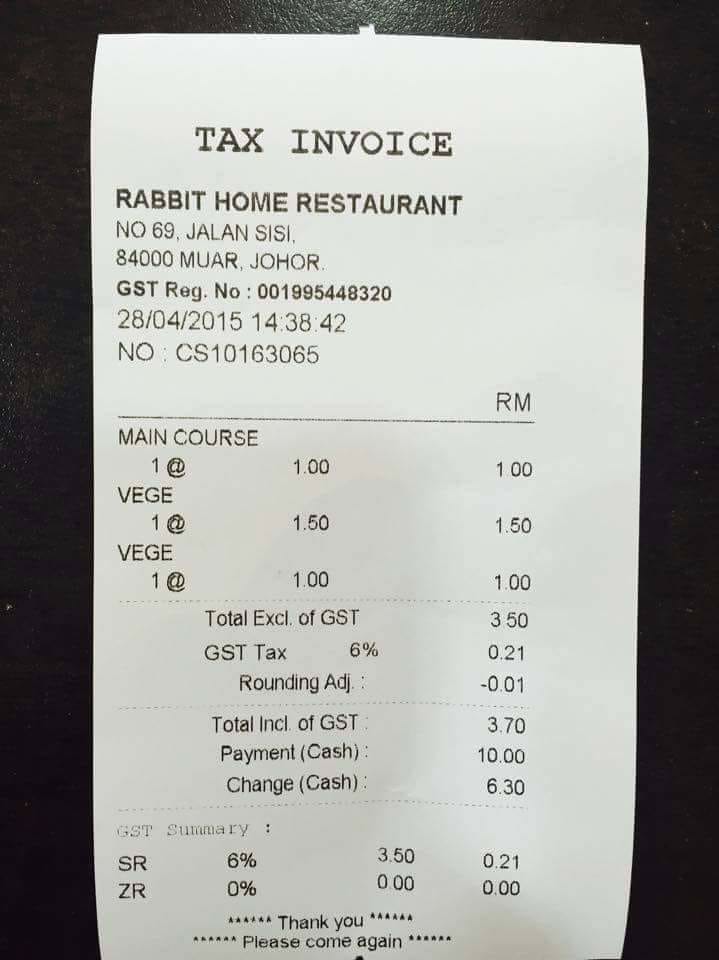 TAX INVOICE
RABBIT HOME RESTAURANT
NO 69, JALAN SISI,
84000 MUAR, JOHOR.
GST Reg. No : 001995448320
28/04/2015 14:38:42
NO : CS10163065
RM
MAIN COURSE
1 @ 1.00 1.00
VEGE
1 @ 1.50 1.50
VEGE
1 @ 1.00 1.00
Total Excl. of GST 3.50
GST Tax 6% 0.21
Rounding Adj. : -0.01
Total Incl. of GST : 3.70
Payment (Cash) : 10.00
Change (Cash) : 6.30
GST Summary :
SR 6% 3.50 0.21
ZR 0% 0.00 0.00
****** Thank you ******
****** Please come again ******